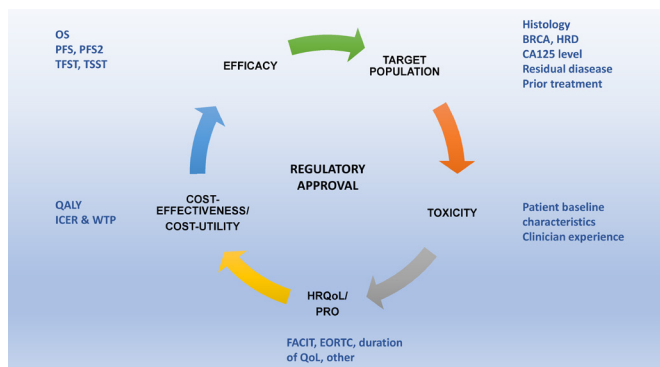 OS
PFS, PFS2
TFST, TSST
EFFICACY
TARGET
POPULATION
Histology
BRCA, HRD
CA125 level
Residual diasease
Prior treatment
REGULATORY
APPROVAL
QALY
ICER & WTP
COST-
EFFECTIVENESS/
COST-UTILITY
TOXICITY
Patient baseline
characteristics
Clinician experience
HRQoL/
PRO
FACIT, EORTC, duration
of QoL, other